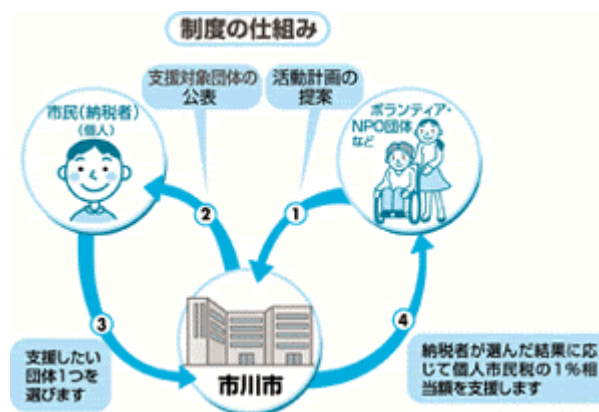 制度の仕組み
支援対象団体の
公表
活動計画の
提案
市民(納税者)
(個人)
ボランティア・
NPO団体
など
2
1
3
4
支援したい
団体1つを
選びます
市川市
納税者が選んだ結果に応
じて個人市民税の1%相
当額を支援します